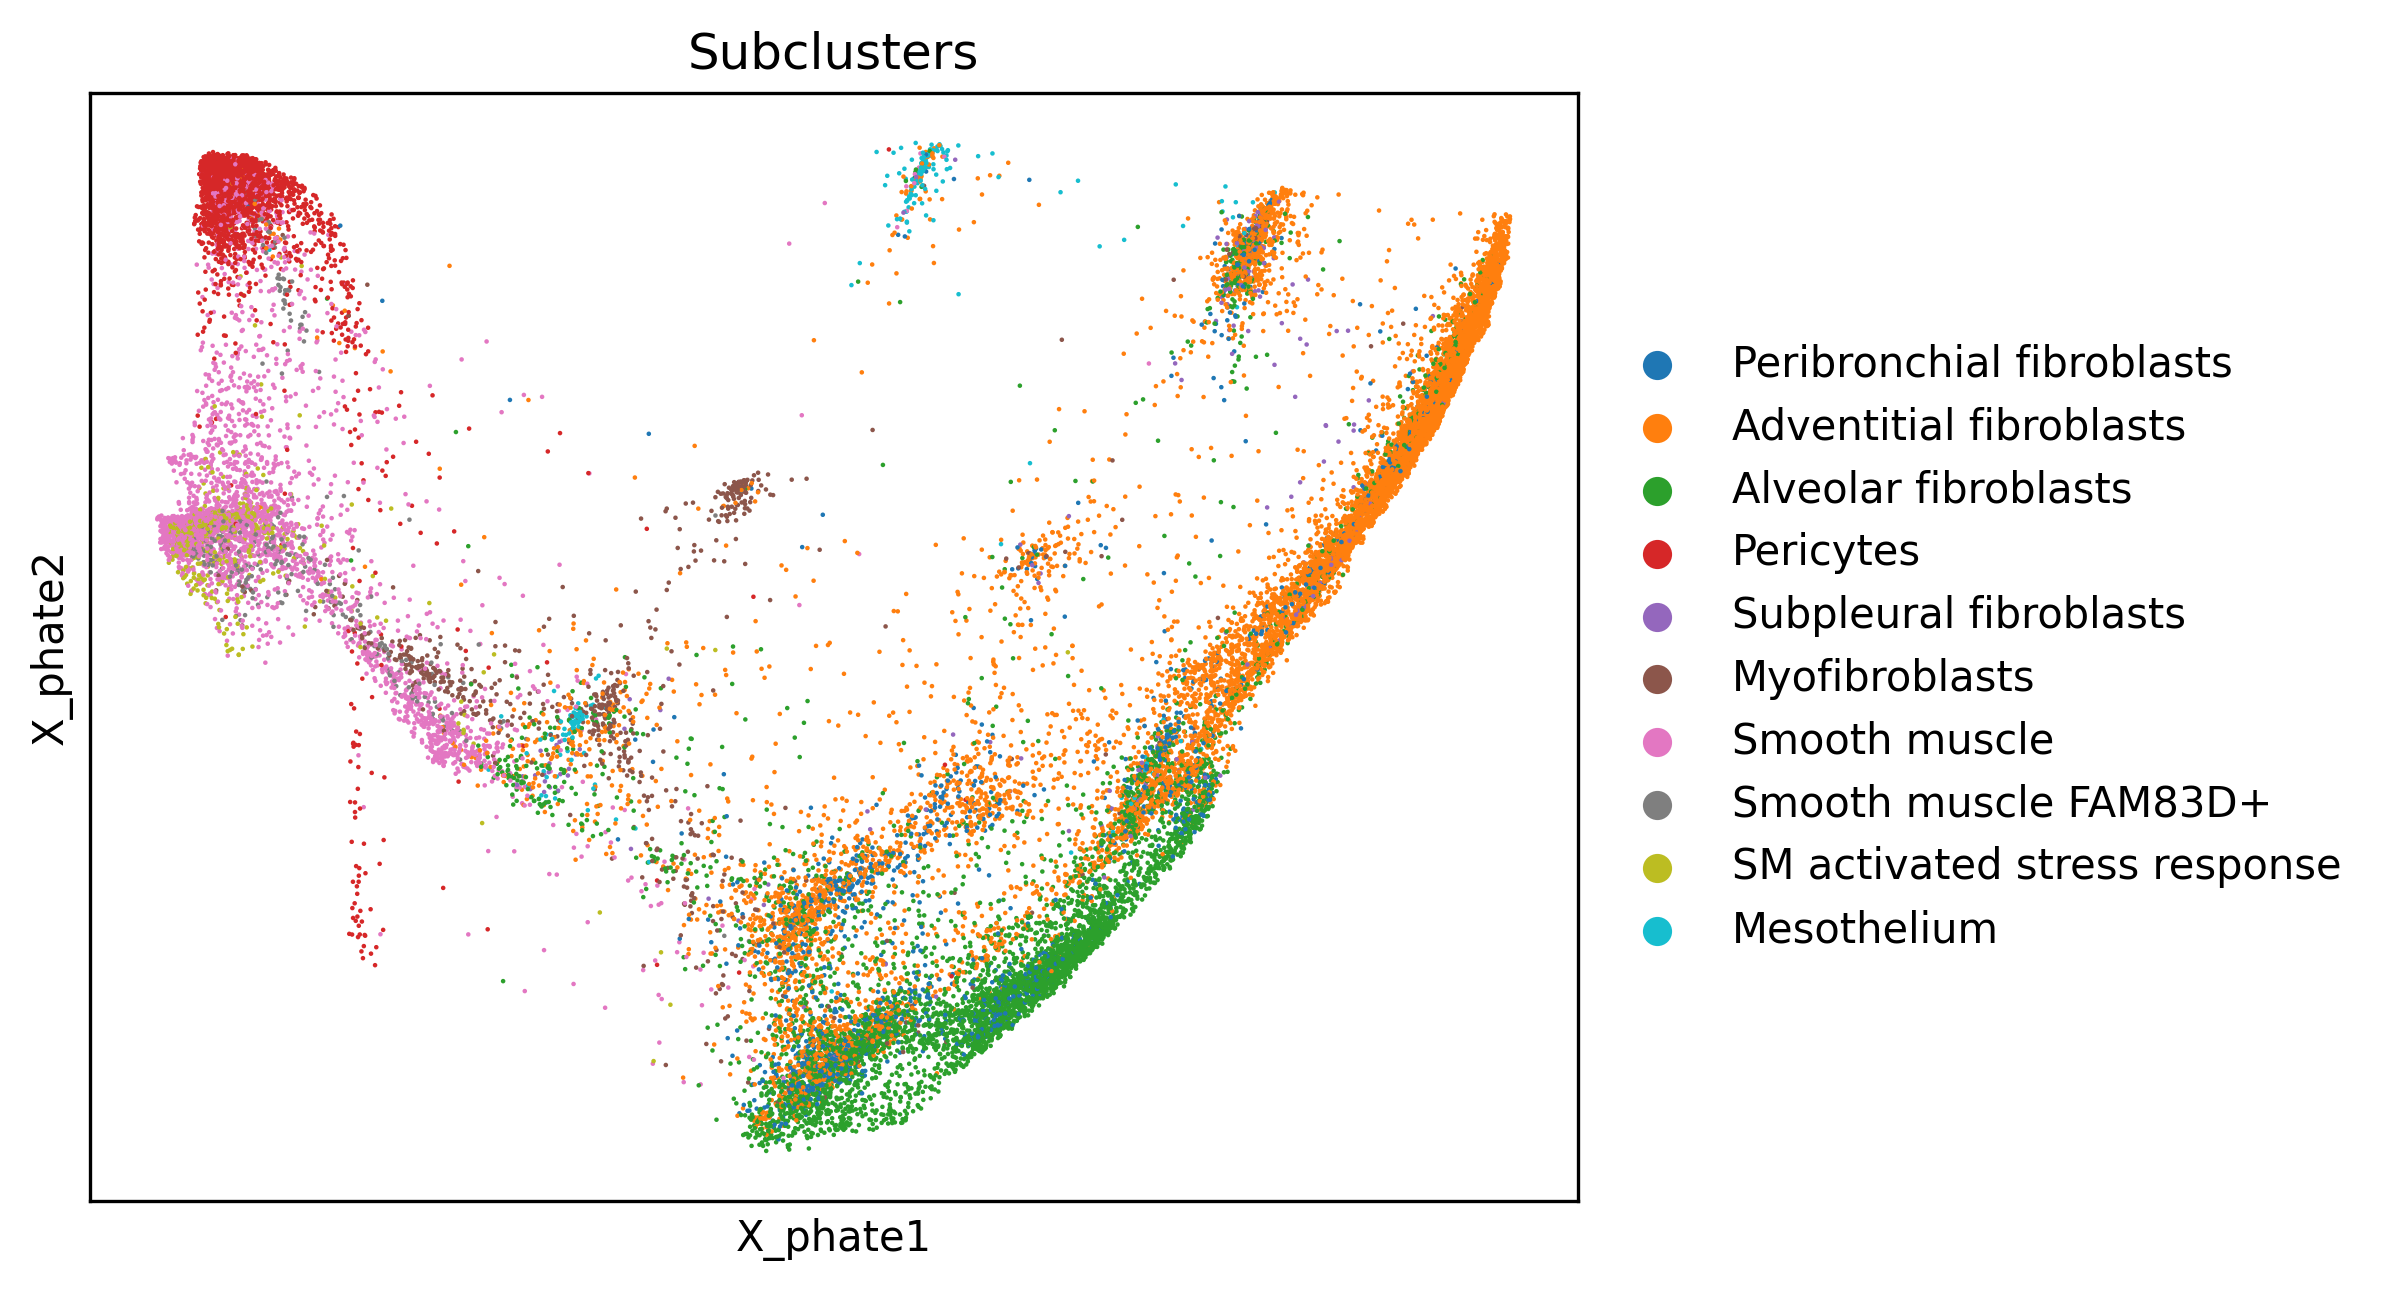 Subclusters
X_phate2
X_phate1
Peribronchial fibroblasts
Adventitial fibroblasts
Alveolar fibroblasts
Pericytes
Subpleural fibroblasts
Myofibroblasts
Smooth muscle
Smooth muscle FAM83D+
SM activated stress response
Mesothelium